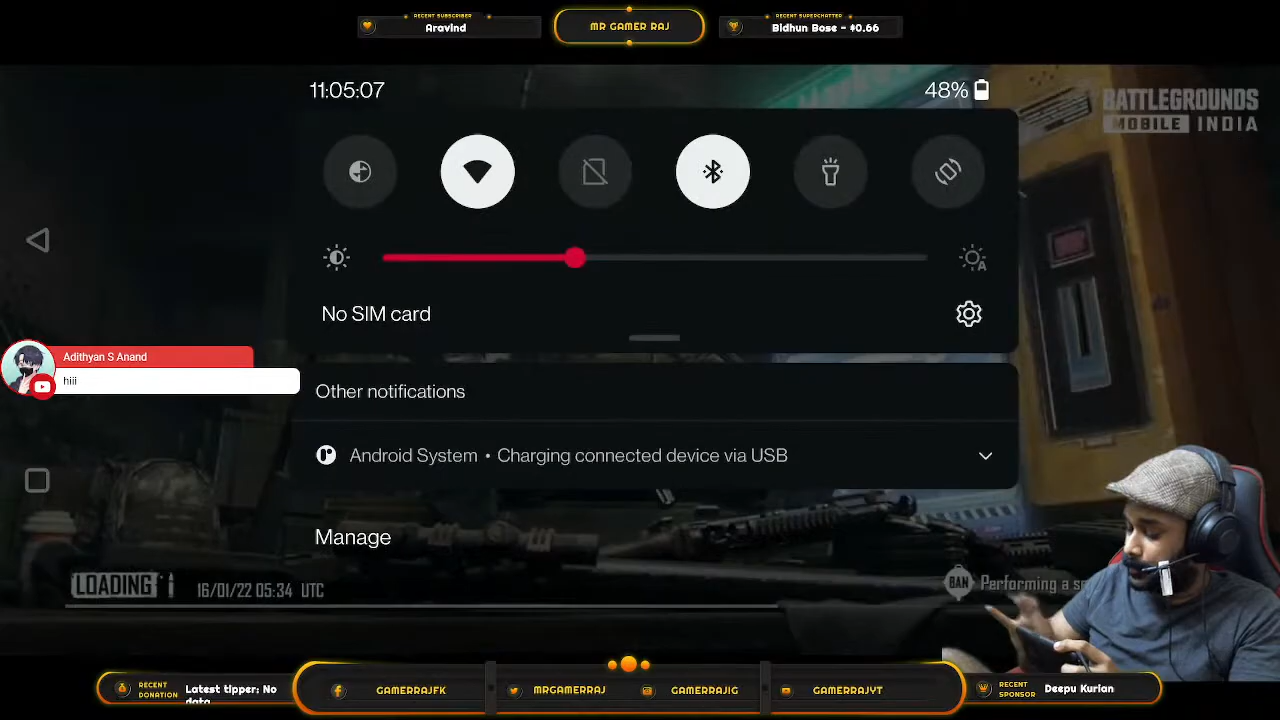 RECENT SUBSCRIBER
Aravind
MR GAMER RAJ
RECENT SUPERCHATTER
Bidhun Bose - $0.66
11:05:07
48%
BATTLEGROUNDS
MOBILE INDIA
A
No SIM card
Adithyan S Anand
hiii
Other notifications
Android System • Charging connected device via USB
Manage
LOADING
16/01/22 05:34 UTC
BAN
Performing a
RECENT DONATION
Latest tipper: No data
GAMERRAJFK
MRGAMERRAJ
GAMERRAJIG
GAMERRAJYT
RECENT SPONSOR
Deepu Kurian